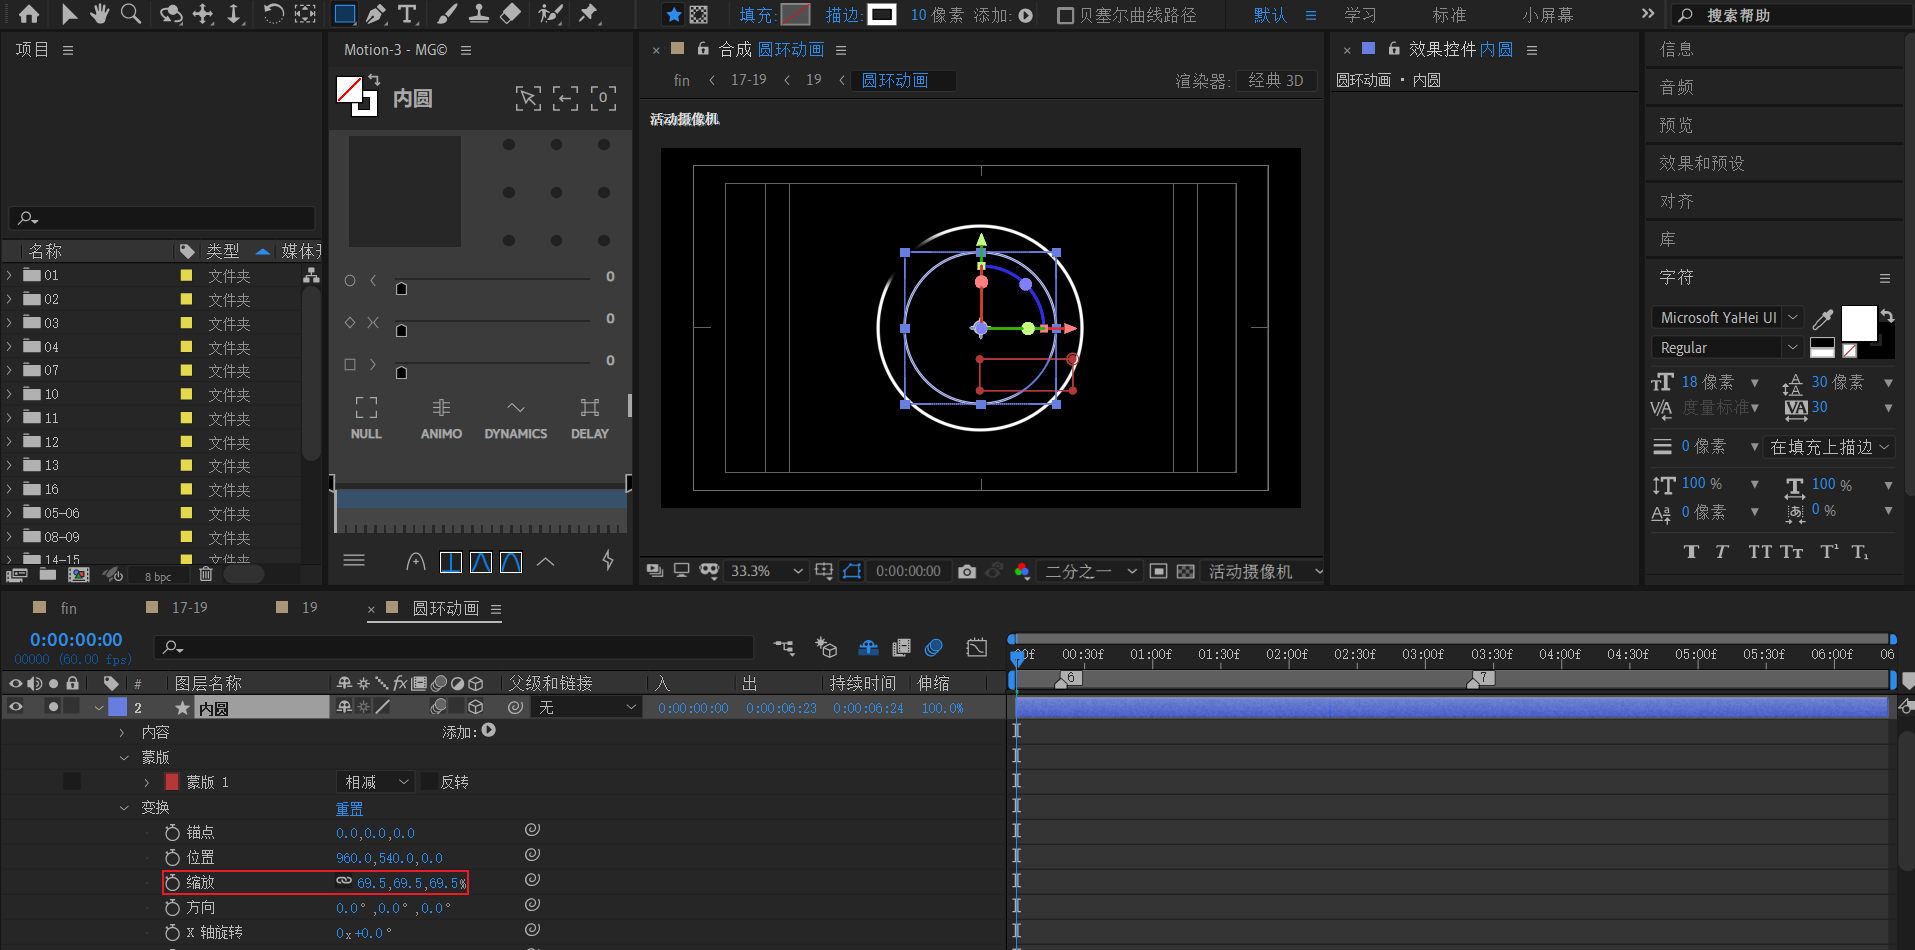 填充: 描边: 10 像素 添加: 贝塞尔曲线路径 默认 学习 标准 小屏幕 搜索帮助
项目
Motion-3 - MG©
合成 圆环动画
效果控件 内圆
fin 17-19 19 圆环动画
渲染器: 经典 3D
圆环动画 • 内圆
内圆
活动摄像机
信息
音频
预览
效果和预设
对齐
库
字符
名称 类型 媒体开
01 文件夹
02 文件夹
03 文件夹
04 文件夹
07 文件夹
10 文件夹
11 文件夹
12 文件夹
13 文件夹
16 文件夹
05-06 文件夹
08-09 文件夹
14-15 文件夹
8 bpc
0
0
0
NULL ANIMO DYNAMICS DELAY
33.3% 0:00:00:00 二分之一 活动摄像机
Microsoft YaHei UI
Regular
18 像素 30 像素
度量标准 30
0 像素 在填充上描边
100 % 100 %
0 像素 0 %
T T TT Tт T¹ T₁
fin 17-19 19 圆环动画
0:00:00:00
00000 (60.00 fps)
00f 00:30f 01:00f 01:30f 02:00f 02:30f 03:00f 03:30f 04:00f 04:30f 05:00f 05:30f 06:00f 06
# 图层名称 父级和链接 入 出 持续时间 伸缩
6 7
2 内圆 无 0:00:00:00 0:00:06:23 0:00:06:24 100.0%
内容 添加:
蒙版
蒙版 1 相减 反转
变换 重置
锚点 0.0,0.0,0.0
位置 960.0,540.0,0.0
缩放 69.5,69.5,69.5%
方向 0.0°,0.0°,0.0°
X 轴旋转 0x+0.0°